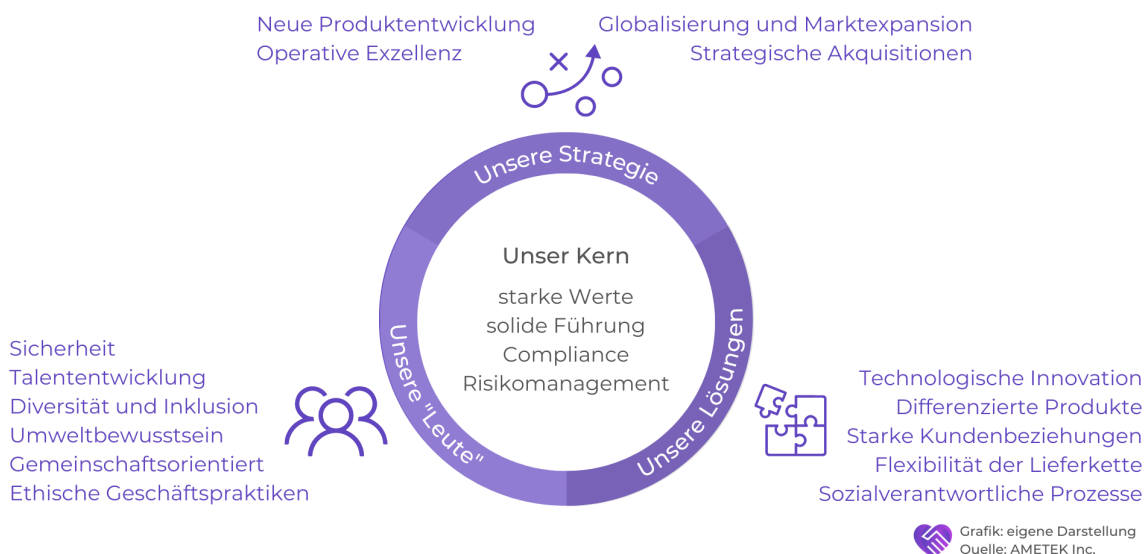 Neue Produktentwicklung
Operative Exzellenz
Globalisierung und Marktexpansion
Strategische Akquisitionen
Unsere Strategie
Unser Kern
starke Werte
solide Führung
Compliance
Risikomanagement
Unsere "Leute"
Unsere Lösungen
Sicherheit
Talententwicklung
Diversität und Inklusion
Umweltbewusstsein
Gemeinschaftsorientiert
Ethische Geschäftspraktiken
Technologische Innovation
Differenzierte Produkte
Starke Kundenbeziehungen
Flexibilität der Lieferkette
Sozialverantwortliche Prozesse
Grafik: eigene Darstellung
Quelle: AMETEK Inc.